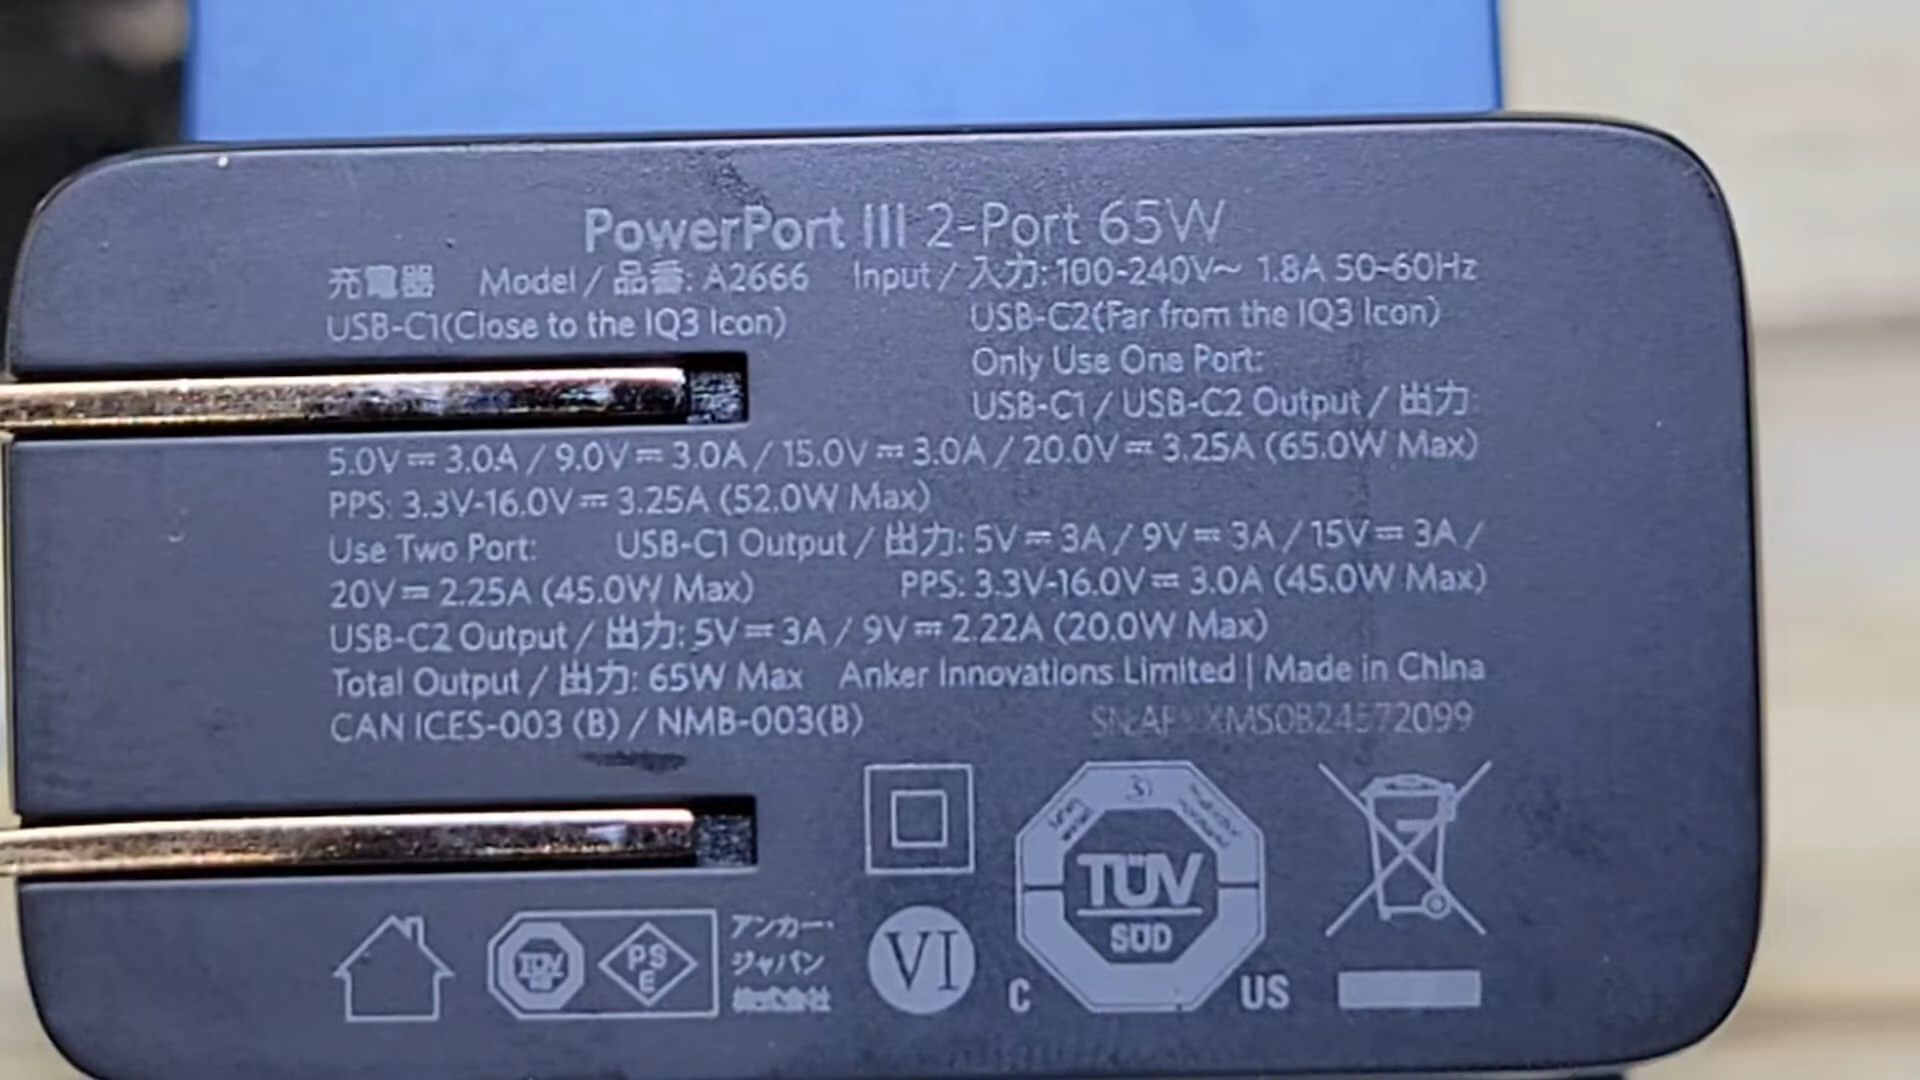 PowerPort III 2-Port 65W
充電器 Model / 品番: A2666 Input / 入力: 100-240V~ 1.8A 50-60Hz
USB-C1(Close to the IQ3 Icon) USB-C2(Far from the IQ3 Icon)
Only Use One Port:
USB-C1 / USB-C2 Output / 出力:
5.0V⎓3.0A / 9.0V⎓3.0A / 15.0V⎓3.0A / 20.0V⎓3.25A (65.0W Max)
PPS: 3.3V-16.0V⎓3.25A (52.0W Max)
Use Two Port: USB-C1 Output / 出力: 5V⎓3A / 9V⎓3A / 15V⎓3A /
20V⎓2.25A (45.0W Max) PPS: 3.3V-16.0V⎓3.0A (45.0W Max)
USB-C2 Output / 出力: 5V⎓3A / 9V⎓2.22A (20.0W Max)
Total Output / 出力: 65W Max Anker Innovations Limited | Made in China
CAN ICES-003 (B) / NMB-003(B) SN:
TÜV
SÜD
TÜV
PS
E
アンカー・
ジャパン
株式会社
VI
C US